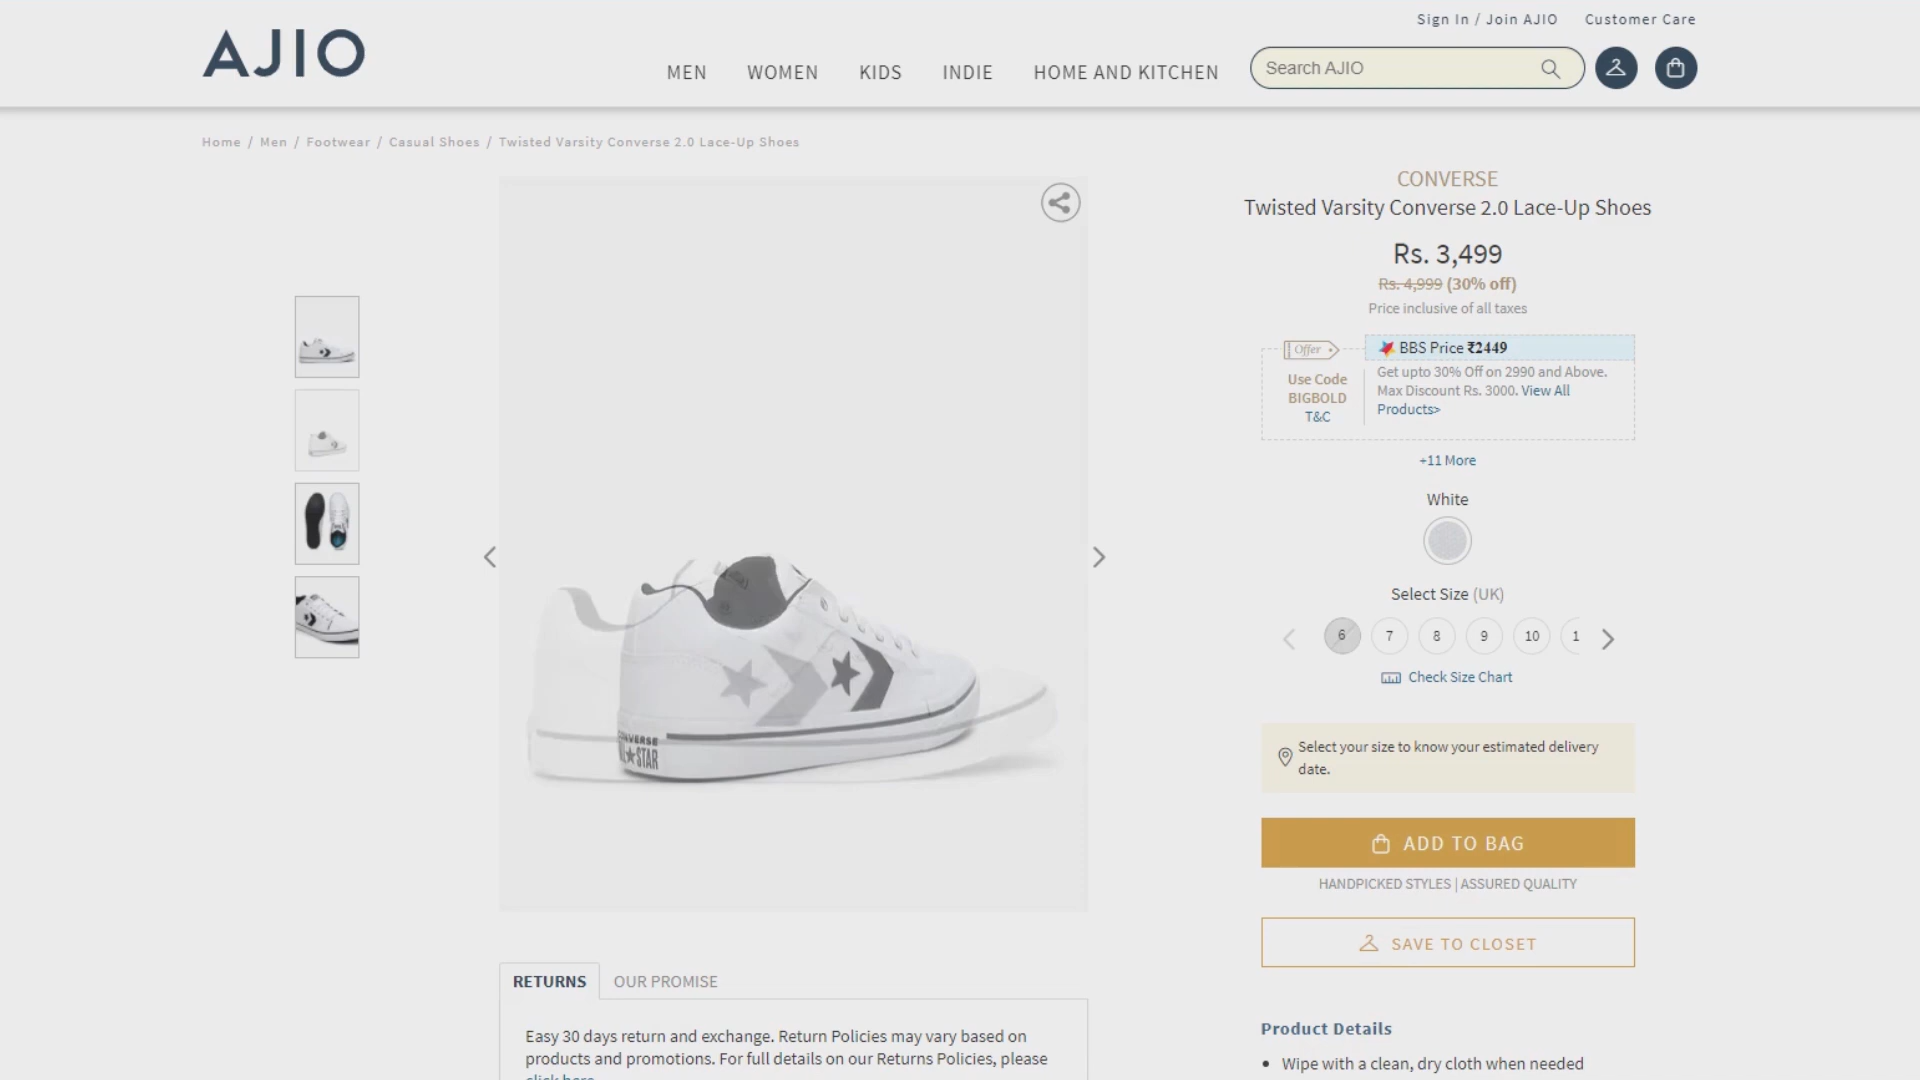 Sign In / Join AJIO Customer Care
AJIO
MEN WOMEN KIDS INDIE HOME AND KITCHEN
Search AJIO
Home / Men / Footwear / Casual Shoes / Twisted Varsity Converse 2.0 Lace-Up Shoes
CONVERSE
Twisted Varsity Converse 2.0 Lace-Up Shoes
Rs. 3,499
Rs. 4,999 (30% off)
Price inclusive of all taxes
Offer
BBS Price ₹2449
Use Code
BIGBOLD
T&C
Get upto 30% Off on 2990 and Above.
Max Discount Rs. 3000. View All
Products>
+11 More
White
Select Size (UK)
6 7 8 9 10 1
Check Size Chart
Select your size to know your estimated delivery
date.
ADD TO BAG
HANDPICKED STYLES | ASSURED QUALITY
SAVE TO CLOSET
CONVERSE
STAR
RETURNS OUR PROMISE
Easy 30 days return and exchange. Return Policies may vary based on
products and promotions. For full details on our Returns Policies, please
click here
Product Details
• Wipe with a clean, dry cloth when needed